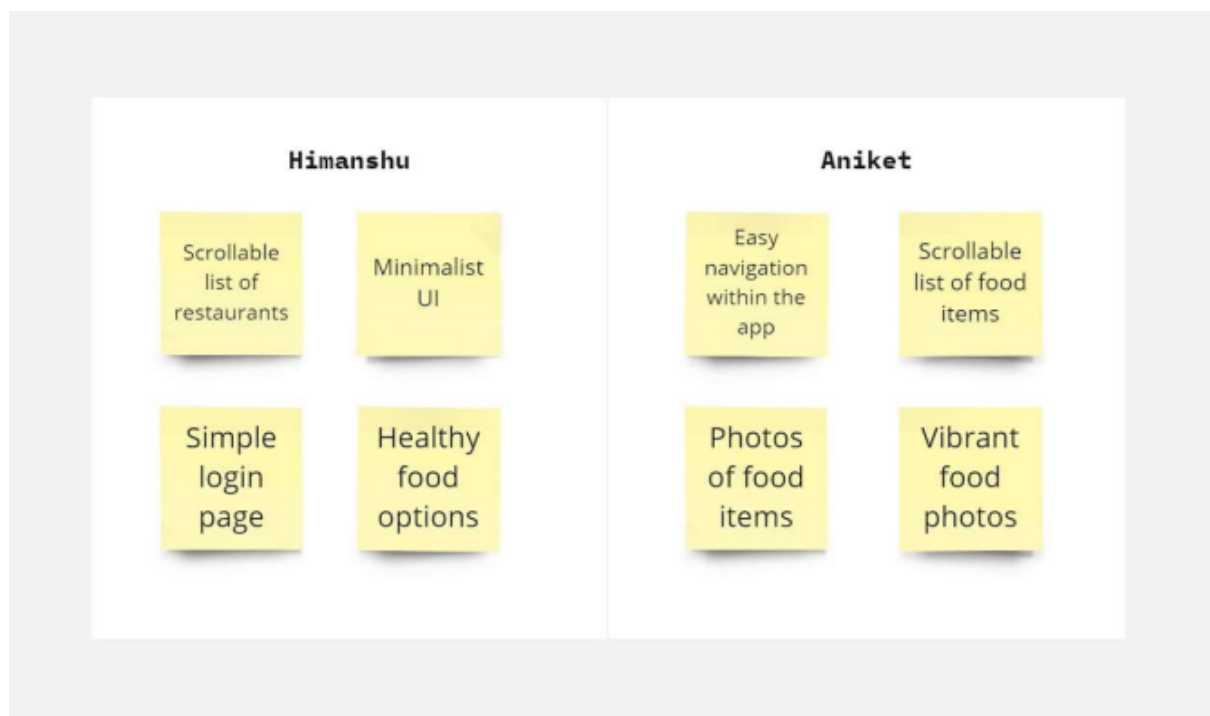 Himanshu
Scrollable
list of
restaurants
Minimalist
UI
Simple
login
page
Healthy
food
options
Aniket
Easy
navigation
within the
app
Scrollable
list of food
items
Photos
of food
items
Vibrant
food
photos